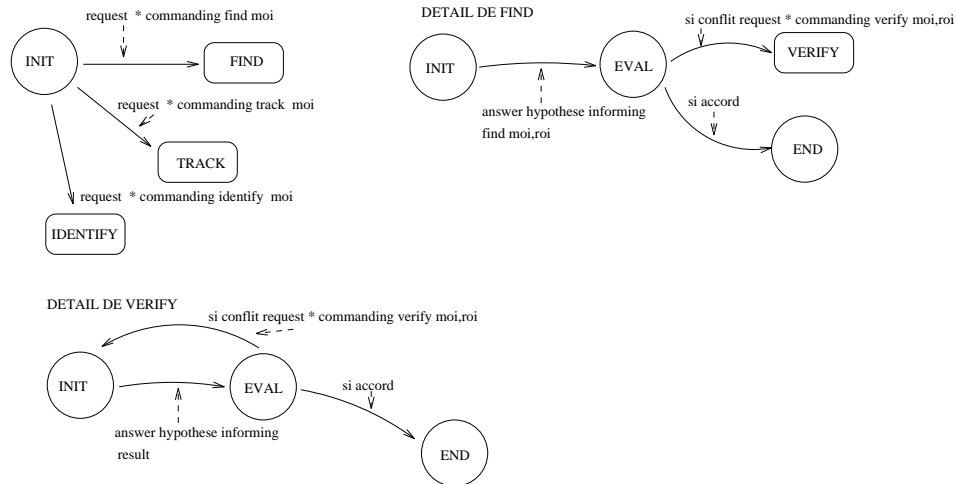 request * commanding find moi
INIT
FIND
request * commanding track moi
TRACK
request * commanding identify moi
IDENTIFY
DETAIL DE FIND
si conflit request * commanding verify moi,roi
INIT
EVAL
VERIFY
answer hypothese informing
find moi,roi
si accord
END
DETAIL DE VERIFY
si conflit request * commanding verify moi,roi
INIT
EVAL
si accord
answer hypothese informing
result
END